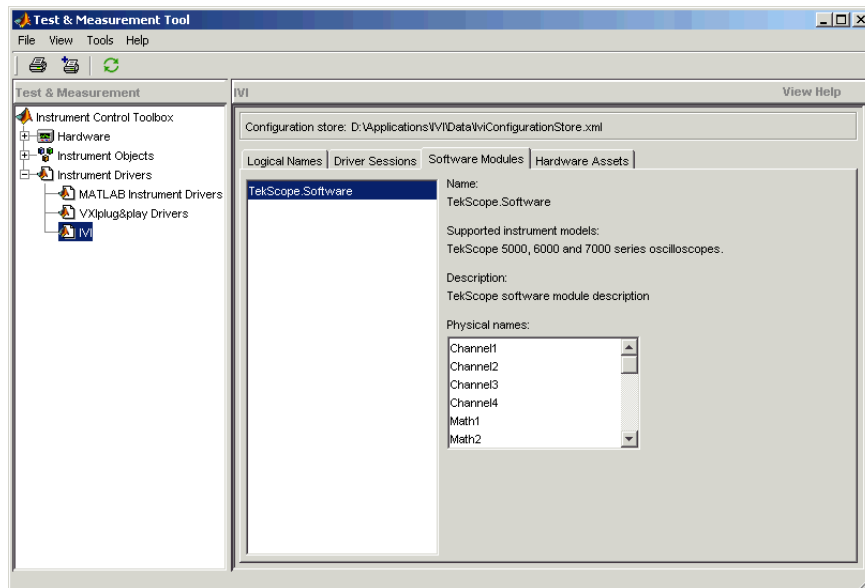 Test & Measurement Tool
File View Tools Help
Test & Measurement
IVI
View Help
Instrument Control Toolbox
Hardware
Instrument Objects
Instrument Drivers
MATLAB Instrument Drivers
VXIplug&play Drivers
IVI
Configuration store: D:\Applications\IVI\Data\IviConfigurationStore.xml
Logical Names Driver Sessions Software Modules Hardware Assets
TekScope.Software
Name:
TekScope.Software
Supported instrument models:
TekScope 5000, 6000 and 7000 series oscilloscopes.
Description:
TekScope software module description
Physical names:
Channel1
Channel2
Channel3
Channel4
Math1
Math2